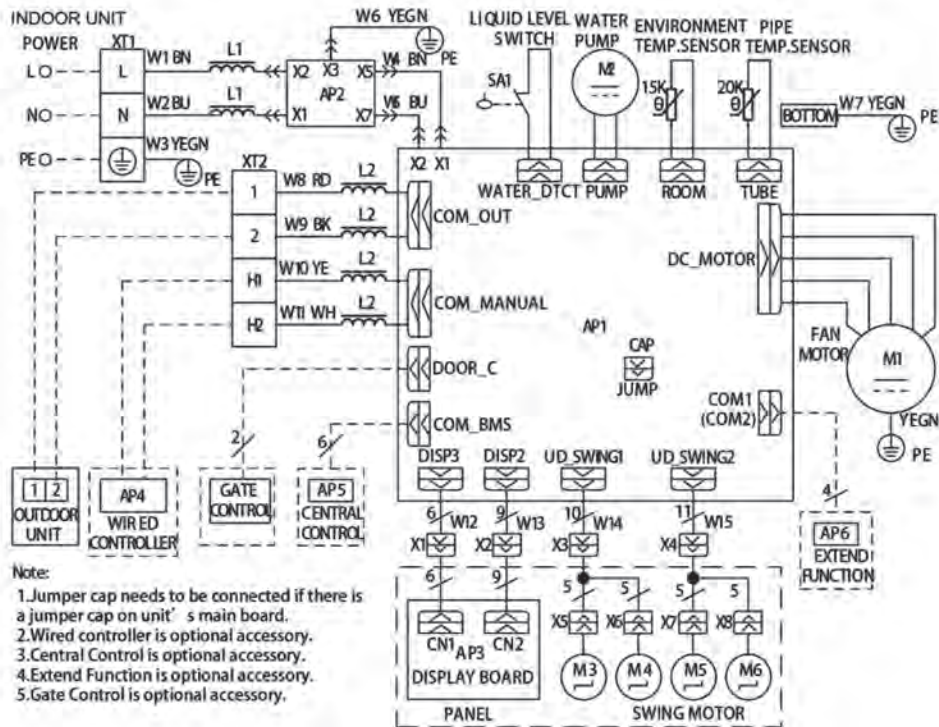 INDOOR UNIT
POWER
XT1
L
L
W1 BN
L1
N
N
W2 BU
L1
PE
W3 YEGN
PE
X2
X3
X5
AP2
X1
X7
W6 YEGN
PE
W4 BN
BU
X2 X1
LIQUID LEVEL
SWITCH
SA1
WATER
PUMP
M2
ENVIRONMENT
TEMP.SENSOR
15K
θ
PIPE
TEMP.SENSOR
20K
θ
BOTTOM
W7 YEGN
PE
WATER_DTCT
PUMP
ROOM
TUBE
XT2
1
W8 RD
L2
2
W9 BK
L2
H1
W10 YE
L2
H2
W11 WH
L2
COM_OUT
COM_MANUAL
DOOR_C
COM_BMS
AP1
CAP
JUMP
DC_MOTOR
FAN
MOTOR
M1
YEGN
PE
COM1
(COM2)
4
AP6
EXTEND
FUNCTION
2
6
1 2
OUTDOOR
UNIT
AP4
WIRED
CONTROLLER
GATE
CONTROL
AP5
CENTRAL
CONTROL
DISP3
DISP2
UD_SWING1
UD_SWING2
6
W12
9
W13
10
W14
11
W15
X1
X2
X3
X4
6
9
5
5
5
5
X5
X6
X7
X8
CN1
AP3
CN2
DISPLAY BOARD
M3
M4
M5
M6
PANEL
SWING MOTOR
Note:
1.Jumper cap needs to be connected if there is
a jumper cap on unit' s main board.
2.Wired controller is optional accessory.
3.Central Control is optional accessory.
4.Extend Function is optional accessory.
5.Gate Control is optional accessory.